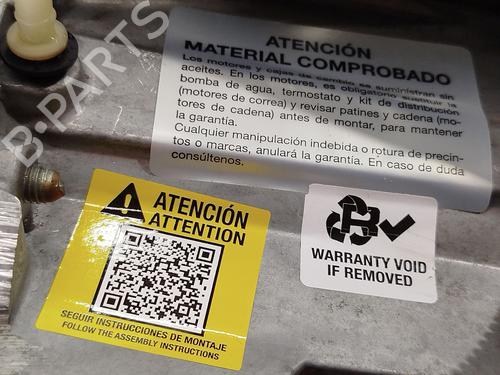 B-PARTS
ATENCIÓN
MATERIAL COMPROBADO
Los motores y cajas de cambio se suministran sin
aceites. En los motores, es obligatorio sustituir la
bomba de agua, termostato y kit de distribución
(motores de correa) y revisar patines y cadena (mo-
tores de cadena) antes de montar, para mantener
la garantía.
Cualquier manipulación indebida o rotura de precin-
tos o marcas, anulará la garantía. En caso de duda
consúltenos.
ATENCIÓN
ATTENTION
SEGUIR INSTRUCCIONES DE MONTAJE
FOLLOW THE ASSEMBLY INSTRUCTIONS
B
WARRANTY VOID
IF REMOVED